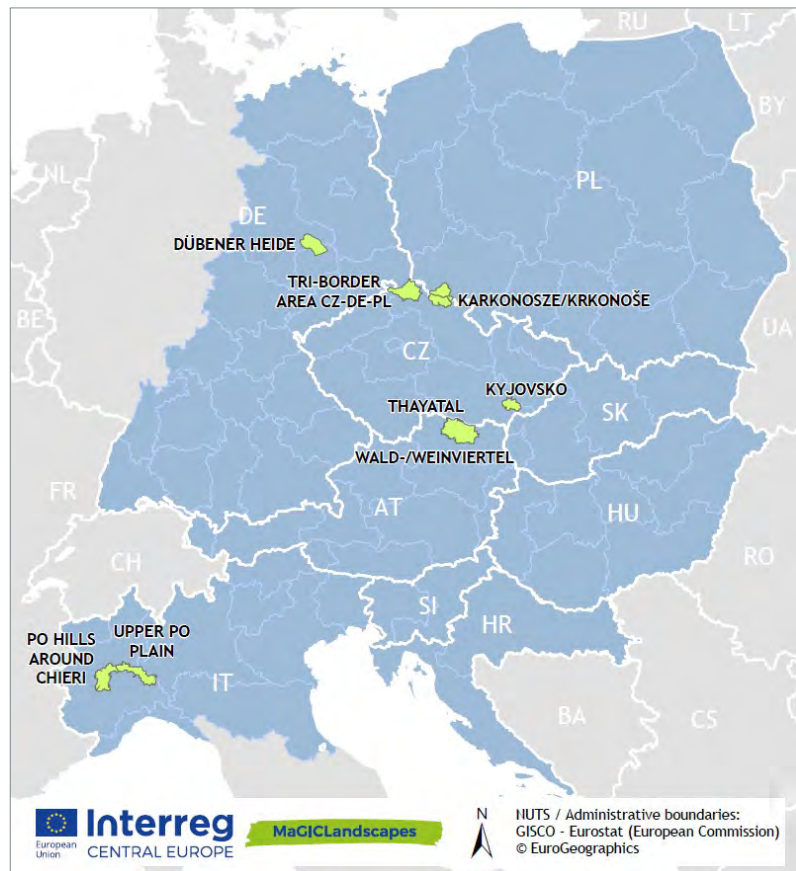 RU
LT
BY
NL
PL
DE
DÜBENER HEIDE
TRI-BORDER
AREA CZ-DE-PL
KARKONOSZE/KRKONOŠE
BE
UA
CZ
KYJOVSKO
THAYATAL
SK
WALD-/WEINVIERTEL
FR
AT
HU
CH
RO
SI
HR
PO HILLS
AROUND
CHIERI
UPPER PO
PLAIN
IT
BA
CS
European
Union
Interreg
CENTRAL EUROPE
MaGICLandscapes
N
NUTS / Administrative boundaries:
GISCO - Eurostat (European Commission)
© EuroGeographics